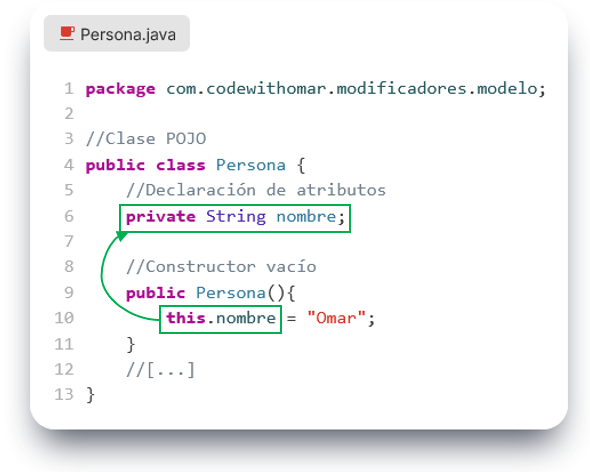 Persona.java
1 package com.codewithomar.modificadores.modelo;
2
3 //Clase POJO
4 public class Persona {
5 //Declaración de atributos
6 private String nombre;
7
8 //Constructor vacío
9 public Persona(){
10 this.nombre = "Omar";
11 }
12 //[...]
13 }